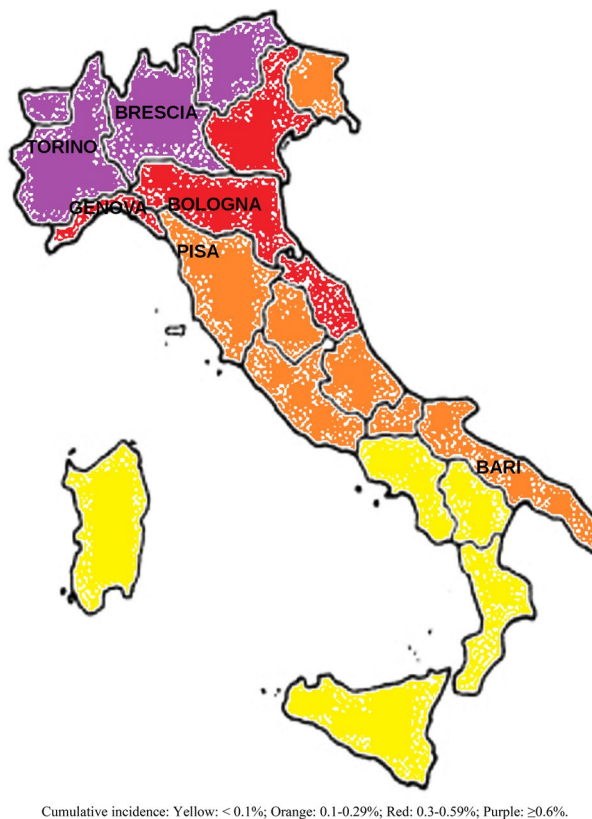 BRESCIA
TORINO
GENOVA
BOLOGNA
PISA
BARI
Cumulative incidence: Yellow: < 0.1%; Orange: 0.1-0.29%; Red: 0.3-0.59%; Purple: ≥0.6%.